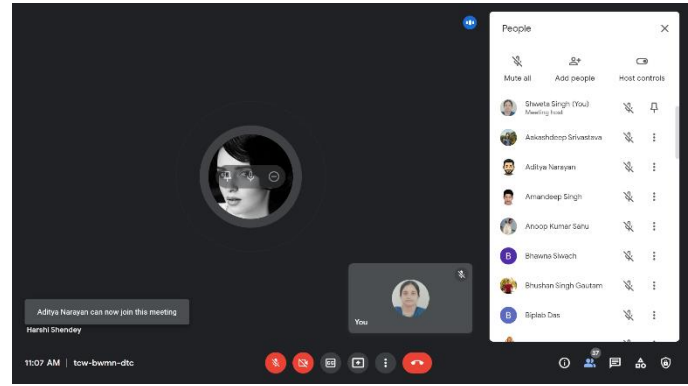 People
Mute all
Add people
Host controls
Shweta Singh (You)
Meeting host
Aakashdeep Srivastava
Aditya Narayan
Amandeep Singh
Anoop Kumar Sahu
B
Bhawna Siwach
Bhushan Singh Gautam
B
Biplab Das
You
Aditya Narayan can now join this meeting
Harshi Shendey
11:07 AM | tcw-bwmn-dtc
CC
37